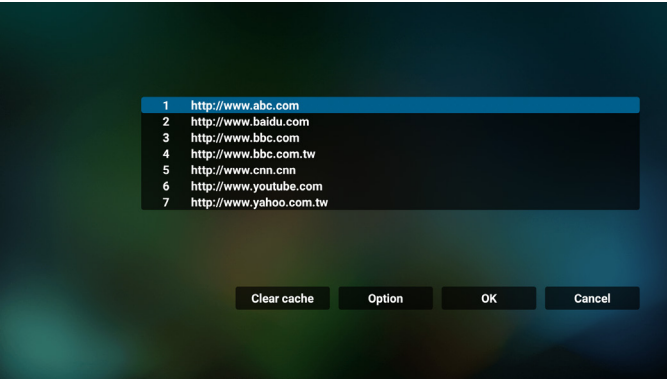 1 http://www.abc.com
2 http://www.baidu.com
3 http://www.bbc.com
4 http://www.bbc.com.tw
5 http://www.cnn.cnn
6 http://www.youtube.com
7 http://www.yahoo.com.tw
Clear cache Option OK Cancel